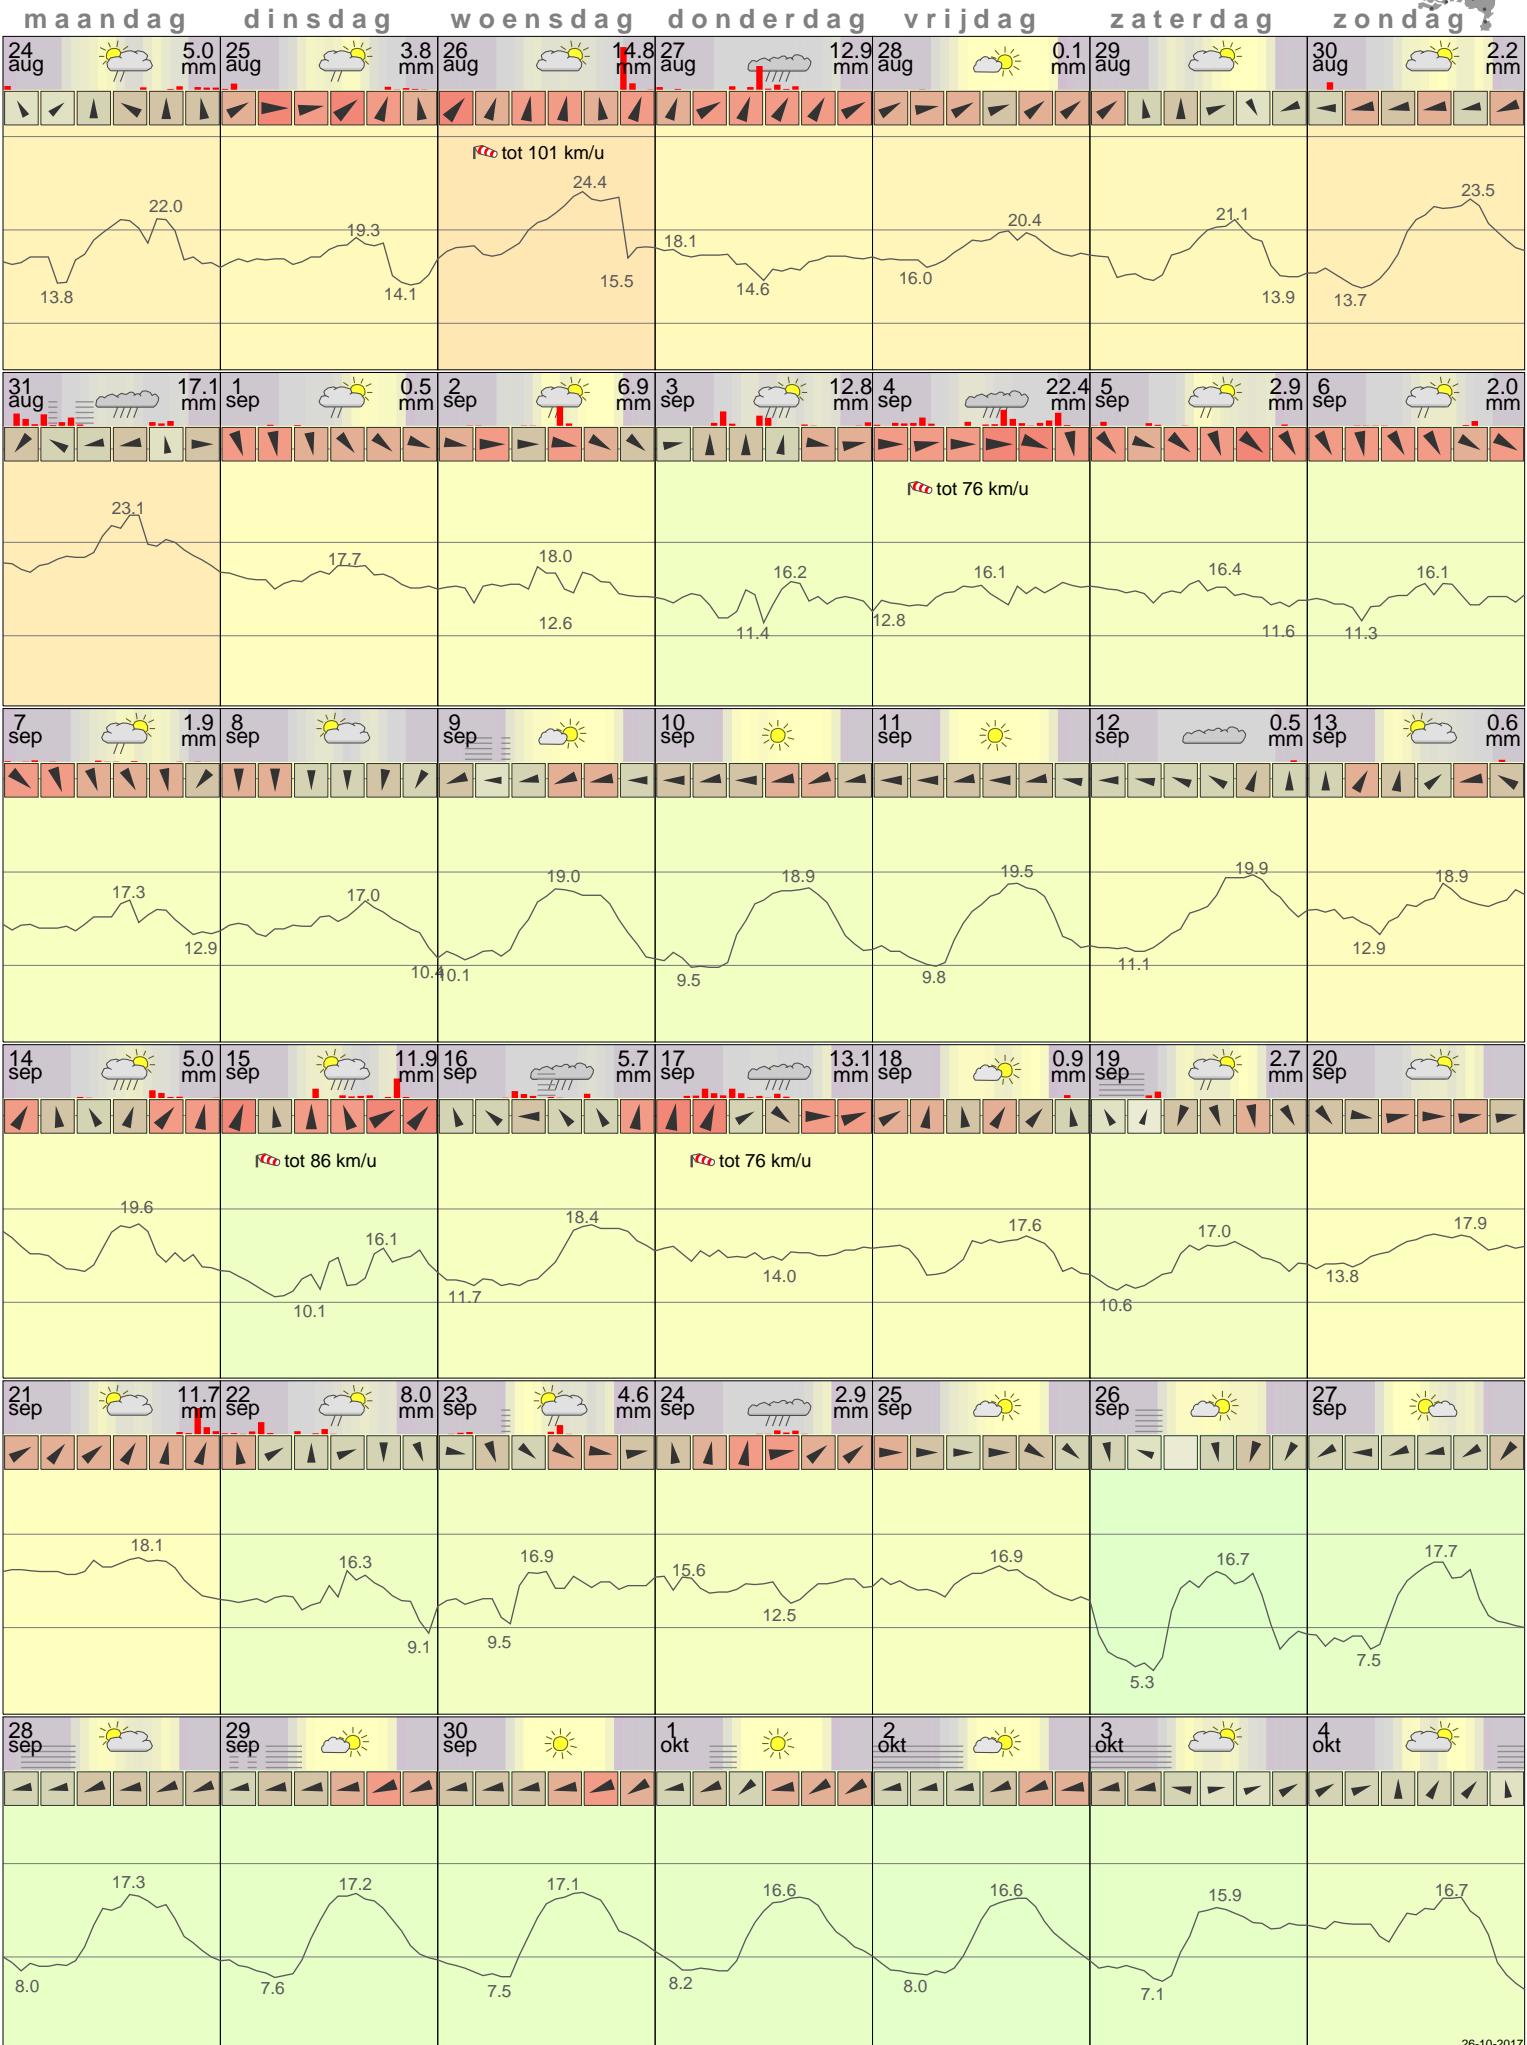 maandag dinsdag woensdag donderdag vrijdag zaterdag zondag
24 aug 5.0 mm 25 aug 3.8 mm 26 aug 14.8 mm 27 aug 12.9 mm 28 aug 0.1 mm 29 aug 30 aug 2.2 mm
tot 101 km/u
22.0 13.8 19.3 14.1 24.4 15.5 18.1 14.6 20.4 16.0 21.1 13.9 23.5 13.7
31 aug 17.1 mm 1 sep 0.5 mm 2 sep 6.9 mm 3 sep 12.8 mm 4 sep 22.4 mm 5 sep 2.9 mm 6 sep 2.0 mm
tot 76 km/u
23.1 17.7 18.0 12.6 16.2 11.4 16.1 12.8 16.4 11.6 16.1 11.3
7 sep 1.9 mm 8 sep 9 sep 10 sep 11 sep 12 sep 0.5 mm 13 sep 0.6 mm
17.3 12.9 17.0 10.4 19.0 10.1 18.9 9.5 19.5 9.8 19.9 11.1 18.9 12.9
14 sep 5.0 mm 15 sep 11.9 mm 16 sep 5.7 mm 17 sep 13.1 mm 18 sep 0.9 mm 19 sep 2.7 mm 20 sep
tot 86 km/u tot 76 km/u
19.6 16.1 10.1 18.4 11.7 14.0 17.6 17.0 10.6 17.9 13.8
21 sep 11.7 mm 22 sep 8.0 mm 23 sep 4.6 mm 24 sep 2.9 mm 25 sep 26 sep 27 sep
18.1 16.3 9.1 16.9 9.5 15.6 12.5 16.9 16.7 5.3 17.7 7.5
28 sep 29 sep 30 sep 1 okt 2 okt 3 okt 4 okt
17.3 8.0 17.2 7.6 17.1 7.5 16.6 8.2 16.6 8.0 15.9 7.1 16.7
26-10-2017